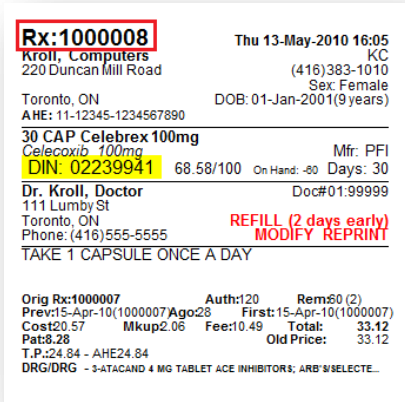 Rx:1000008 Thu 13-May-2010 16:05
Kroll, Computers KC
220 Duncan Mill Road (416)383-1010
Sex: Female
Toronto, ON DOB: 01-Jan-2001(9 years)
AHE: 11-12345-1234567890
30 CAP Celebrex 100mg
Celecoxib 100mg Mfr: PFI
DIN: 02239941 68.58/100 On Hand: -60 Days: 30
Dr. Kroll, Doctor Doc#01:99999
111 Lumby St
Toronto, ON REFILL (2 days early)
Phone: (416)555-5555 MODIFY REPRINT
TAKE 1 CAPSULE ONCE A DAY
Orig Rx:1000007 Auth:120 Rem:60 (2)
Prev:15-Apr-10(1000007)Ago:28 First:15-Apr-10(1000007)
Cost20.57 Mkup2.06 Fee:10.49 Total: 33.12
Pat:8.28 Old Price: 33.12
T.P.:24.84 - AHE24.84
DRG/DRG - 3-ATACAND 4 MG TABLET ACE INHIBITORS; ARB'S/SELECTE...